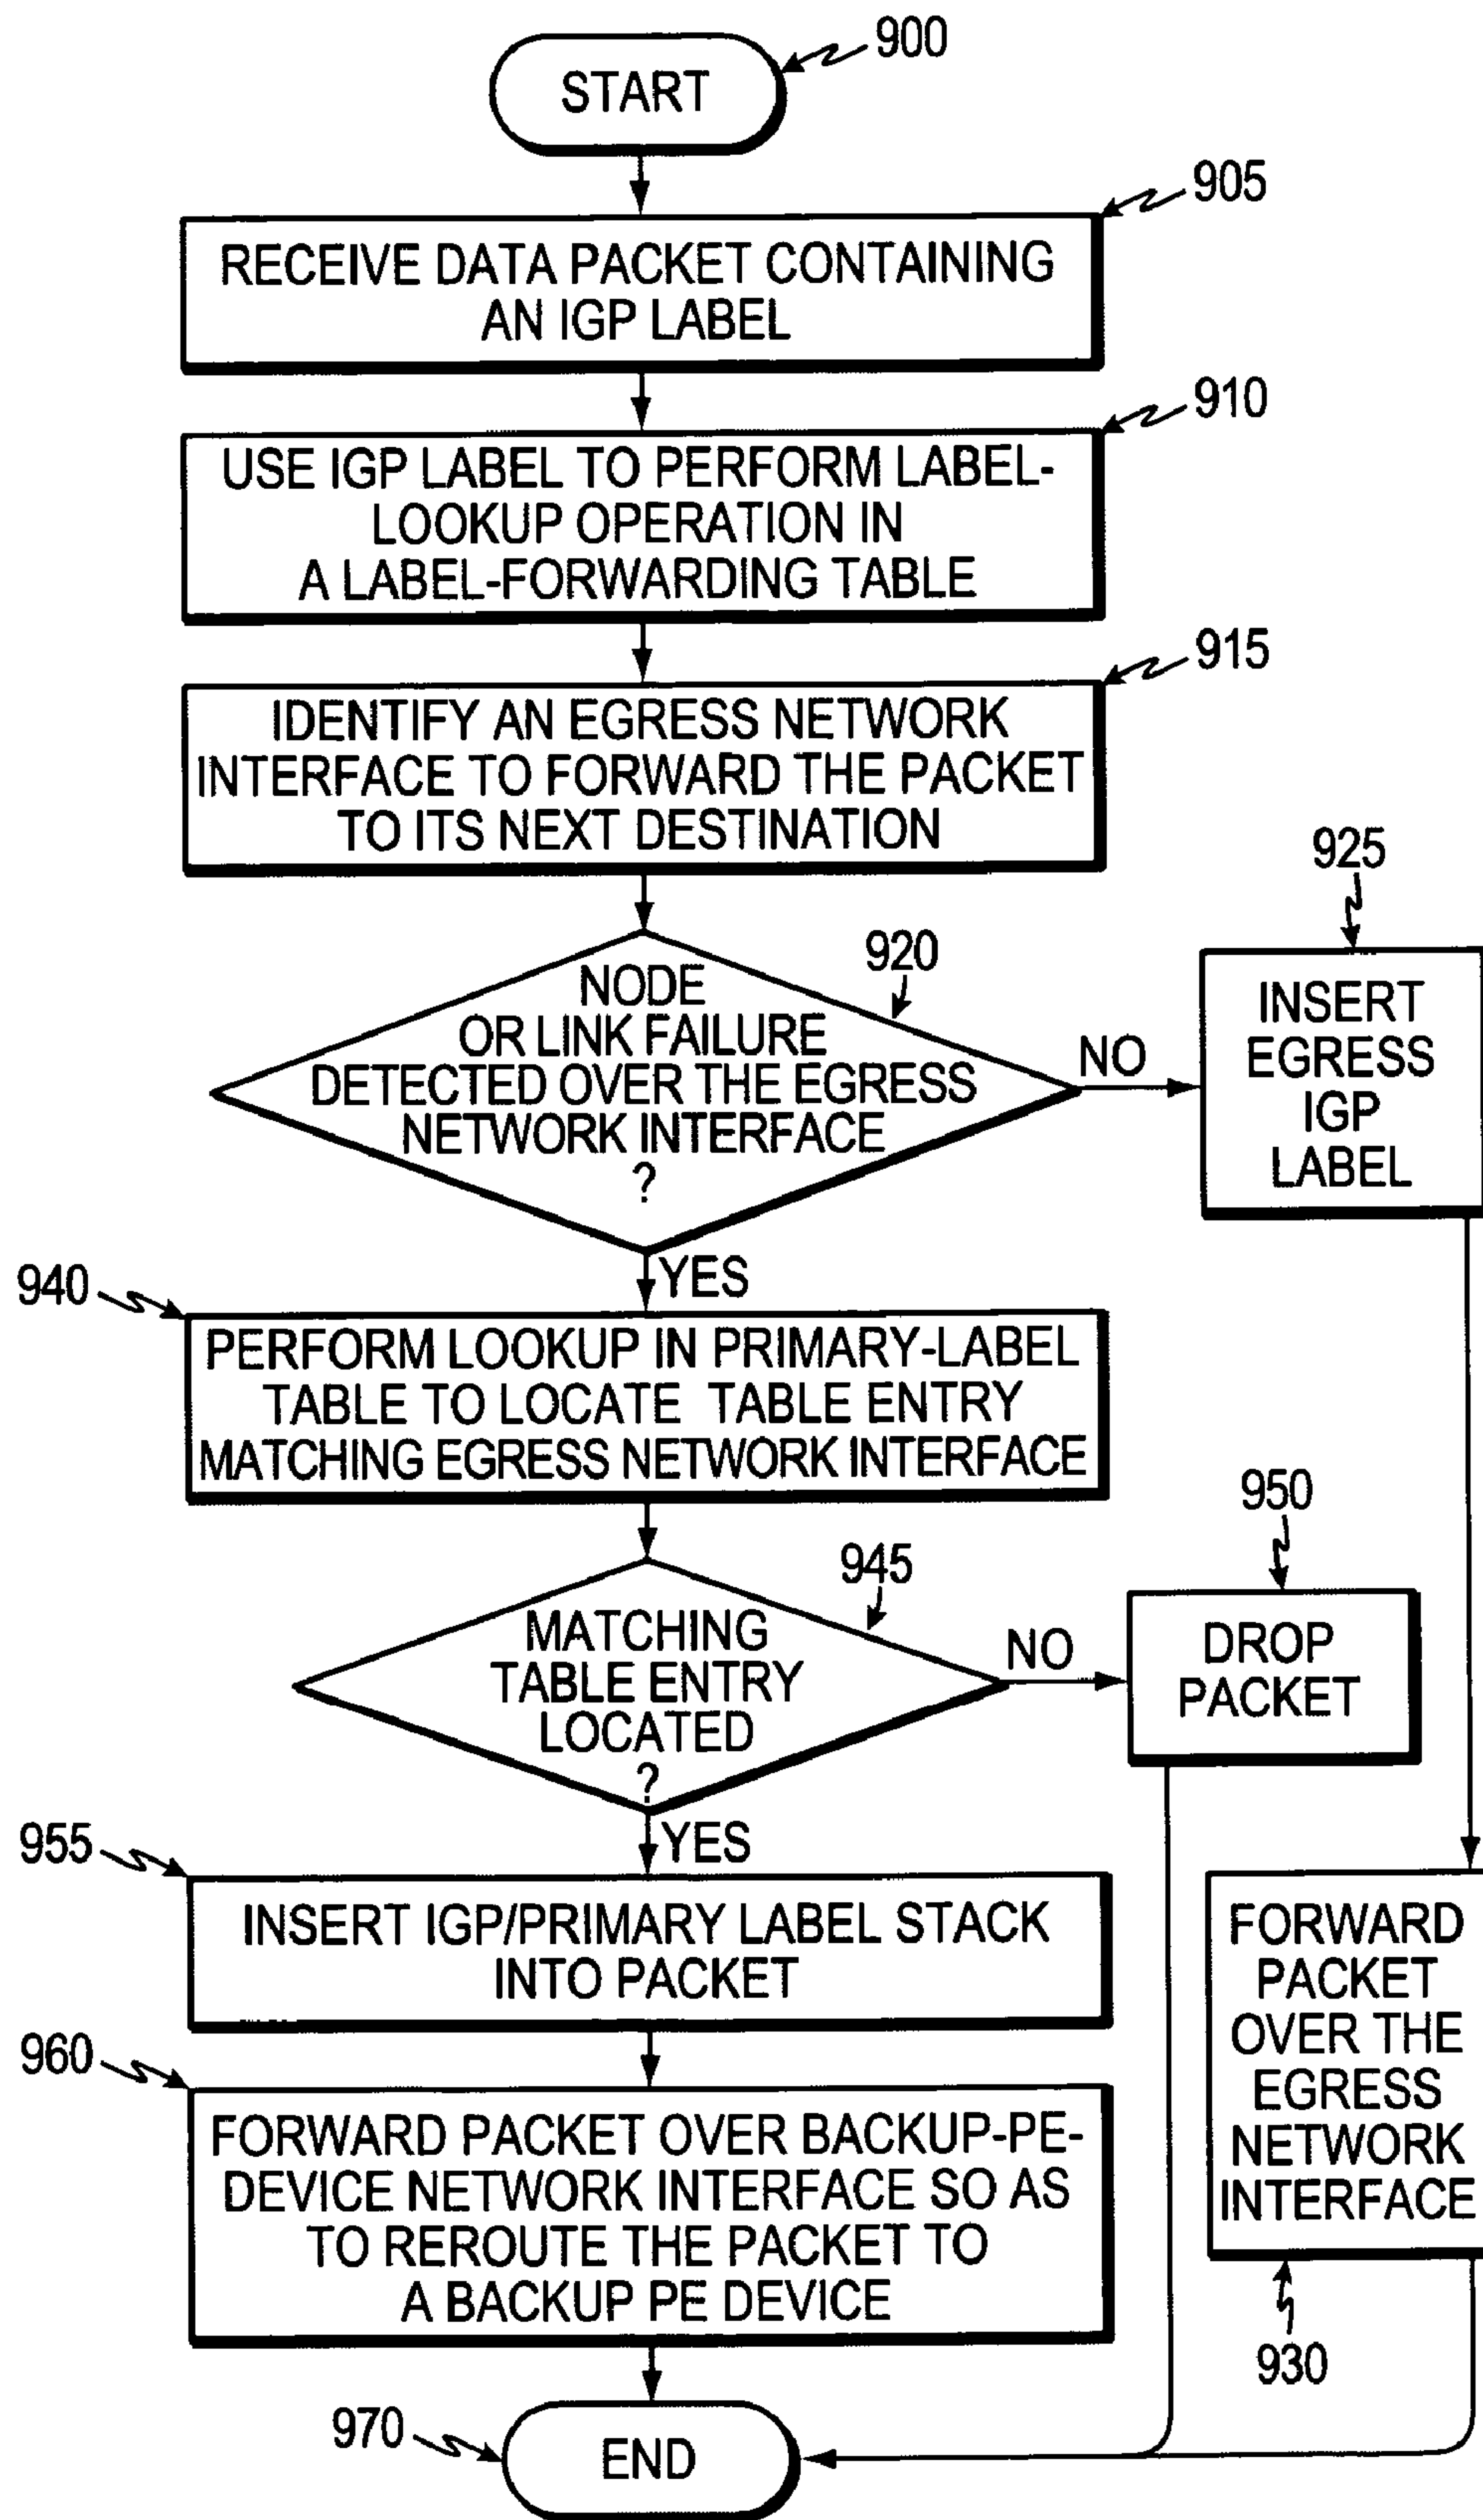 900
START
905
RECEIVE DATA PACKET CONTAINING
AN IGP LABEL
910
USE IGP LABEL TO PERFORM LABEL-
LOOKUP OPERATION IN
A LABEL-FORWARDING TABLE
915
IDENTIFY AN EGRESS NETWORK
INTERFACE TO FORWARD THE PACKET
TO ITS NEXT DESTINATION
920
NODE
OR LINK FAILURE
DETECTED OVER THE EGRESS
NETWORK INTERFACE
?
NO
925
INSERT
EGRESS
IGP
LABEL
YES
940
PERFORM LOOKUP IN PRIMARY-LABEL
TABLE TO LOCATE TABLE ENTRY
MATCHING EGRESS NETWORK INTERFACE
945
MATCHING
TABLE ENTRY
LOCATED
?
NO
950
DROP
PACKET
YES
955
INSERT IGP/PRIMARY LABEL STACK
INTO PACKET
FORWARD
PACKET
OVER THE
EGRESS
NETWORK
INTERFACE
930
960
FORWARD PACKET OVER BACKUP-PE-
DEVICE NETWORK INTERFACE SO AS
TO REROUTE THE PACKET TO
A BACKUP PE DEVICE
970
END